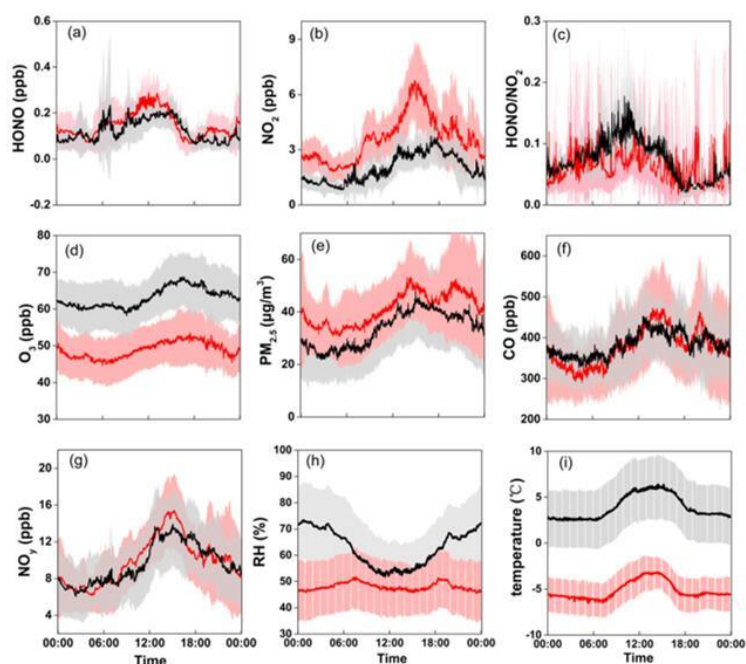 (a)
HONO (ppb)
0.6
0.4
0.2
0.0
-0.2
(b)
NO2 (ppb)
9
6
3
0
(c)
HONO/NO2
0.3
0.2
0.1
0.0
(d)
O3 (ppb)
80
70
60
50
40
30
(e)
PM2.5 (μg/m3)
60
40
20
0
(f)
CO (ppb)
600
500
400
300
200
(g)
NOy (ppb)
20
16
12
8
4
00:00 06:00 12:00 18:00 00:00
Time
(h)
RH (%)
100
90
80
70
60
50
40
30
00:00 06:00 12:00 18:00 00:00
Time
(i)
temperature (℃)
10
5
0
-5
-10
00:00 06:00 12:00 18:00 00:00
Time